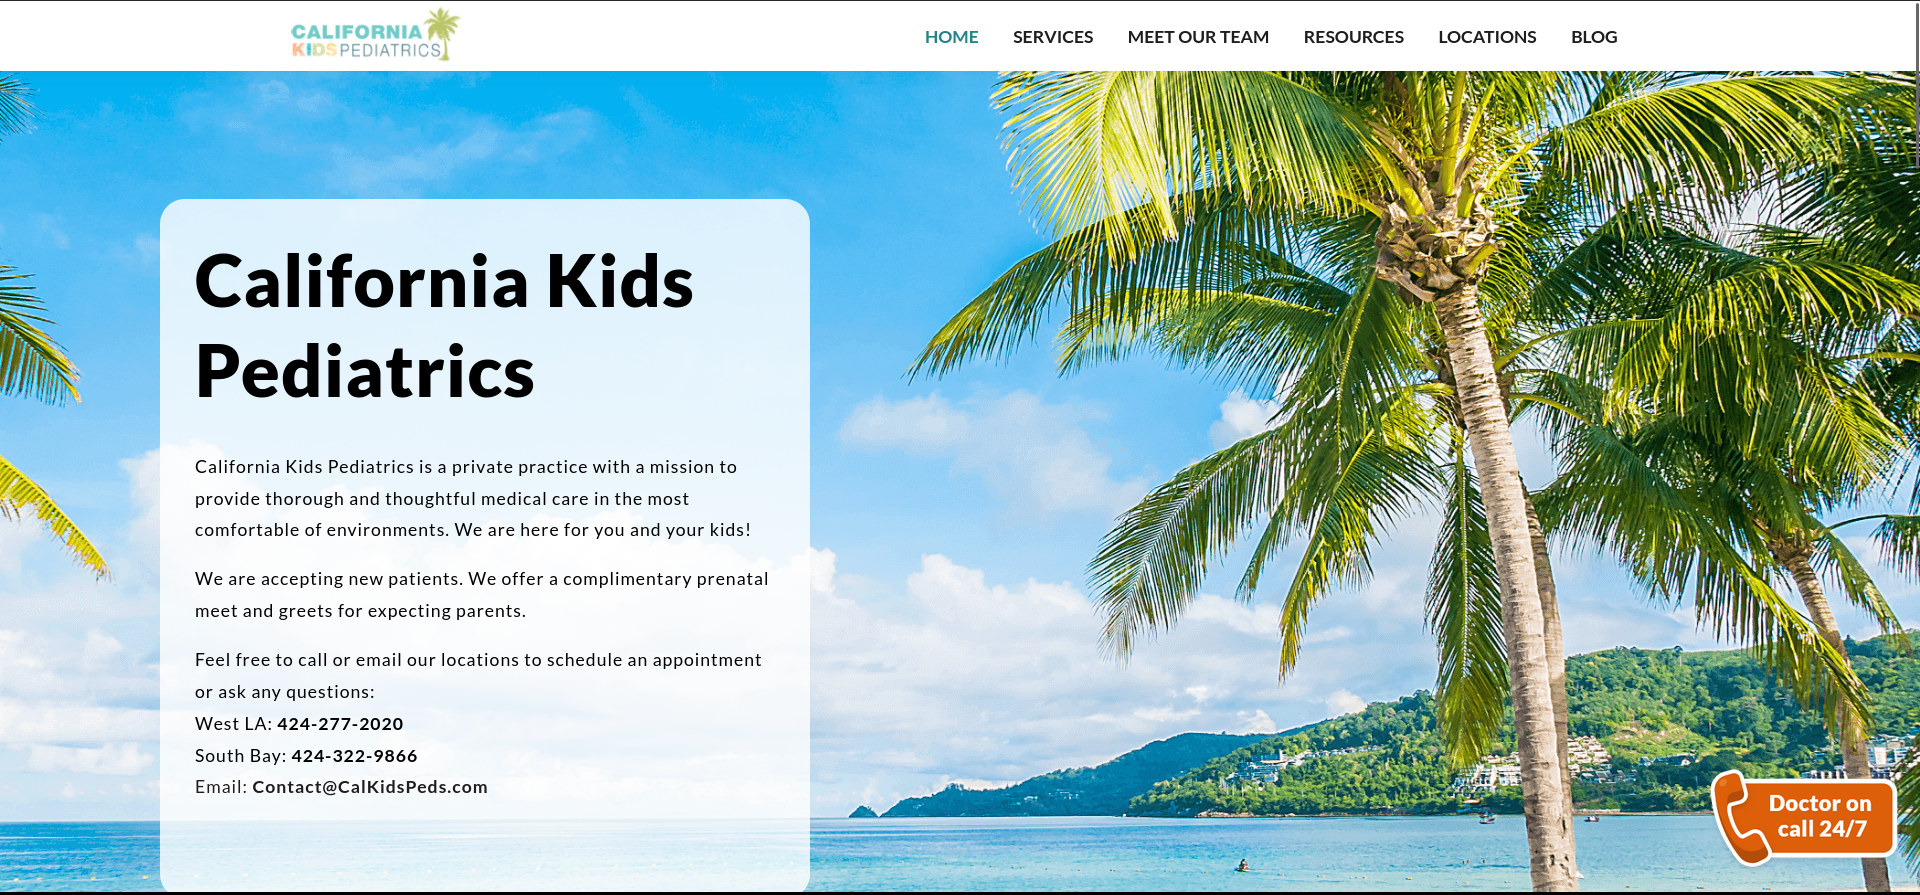 CALIFORNIA
KIDS PEDIATRICS
HOME SERVICES MEET OUR TEAM RESOURCES LOCATIONS BLOG
California Kids
Pediatrics
California Kids Pediatrics is a private practice with a mission to
provide thorough and thoughtful medical care in the most
comfortable of environments. We are here for you and your kids!
We are accepting new patients. We offer a complimentary prenatal
meet and greets for expecting parents.
Feel free to call or email our locations to schedule an appointment
or ask any questions:
West LA: 424-277-2020
South Bay: 424-322-9866
Email: Contact@CalKidsPeds.com
Doctor on
call 24/7